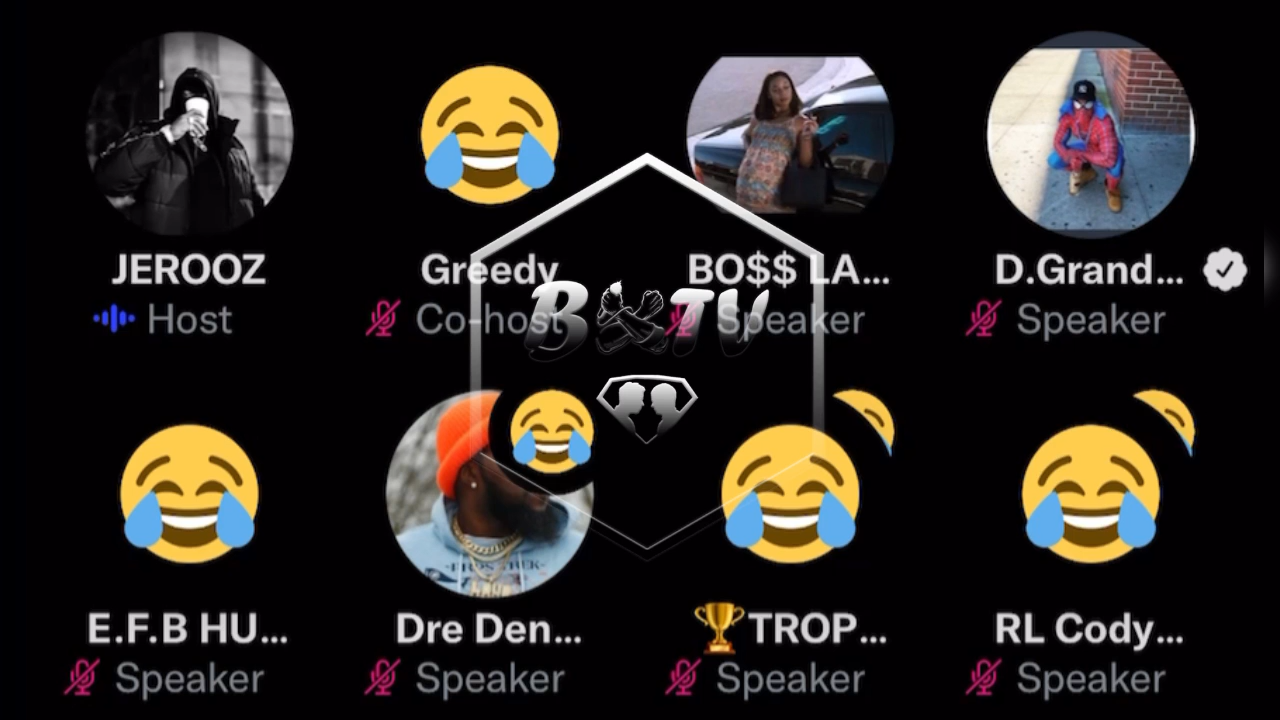 JEROOZ
Greedy
BO$$ LA...
D.Grand...
Host
Co-host
Speaker
Speaker
B TV
E.F.B HU...
Dre Den...
🏆TROP...
RL Cody...
Speaker
Speaker
Speaker
Speaker